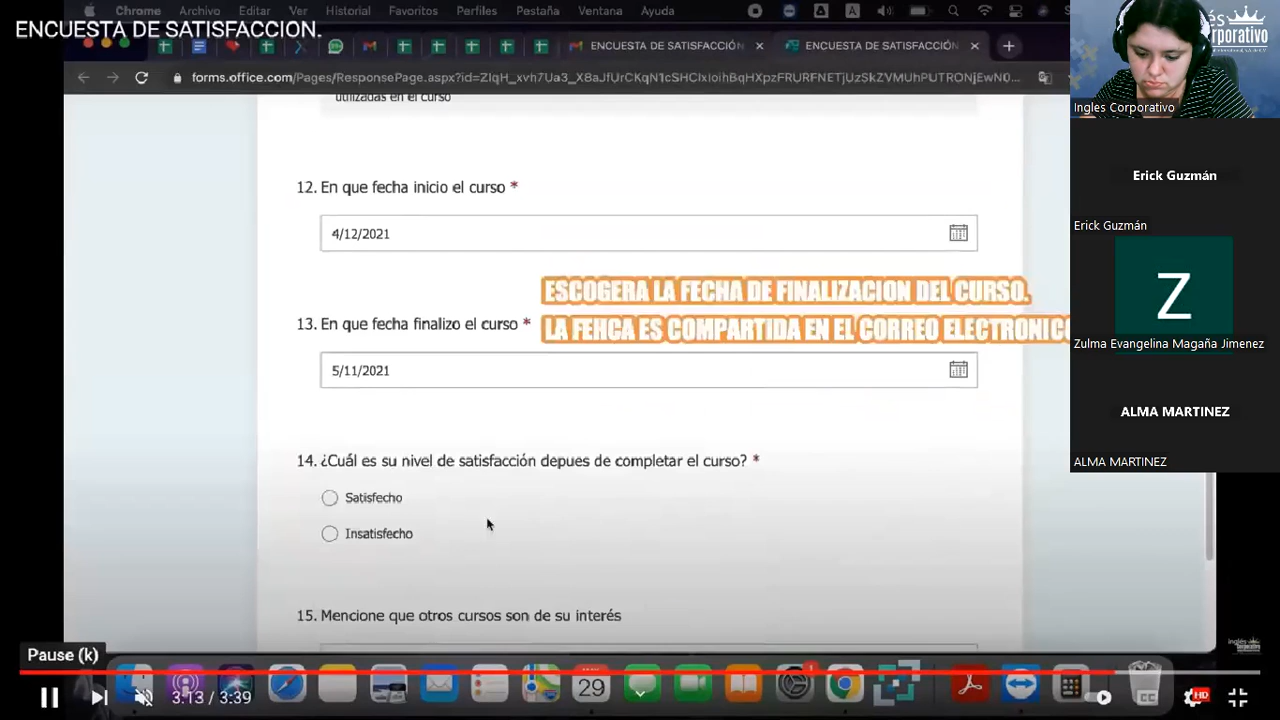 ENCUESTA DE SATISFACCION.
Chrome Archivo Editar Ver Historial Favoritos Perfiles Pestaña Ventana Ayuda
ENCUESTA DE SATISFACCIÓN
ENCUESTA DE SATISFACCIÓN
utilizadas en el curso
12. En que fecha inicio el curso *
4/12/2021
ESCOGERA LA FECHA DE FINALIZACION DEL CURSO.
13. En que fecha finalizo el curso *
LA FEHCA ES COMPARTIDA EN EL CORREO ELECTRONICO
5/11/2021
14. ¿Cuál es su nivel de satisfacción depues de completar el curso? *
Satisfecho
Insatisfecho
15. Mencione que otros cursos son de su interés
Pause (k)
29
3:13 / 3:39
HD
Ingles Corporativo
Erick Guzmán
Erick Guzmán
Z
Zulma Evangelina Magaña Jimenez
ALMA MARTINEZ
ALMA MARTINEZ